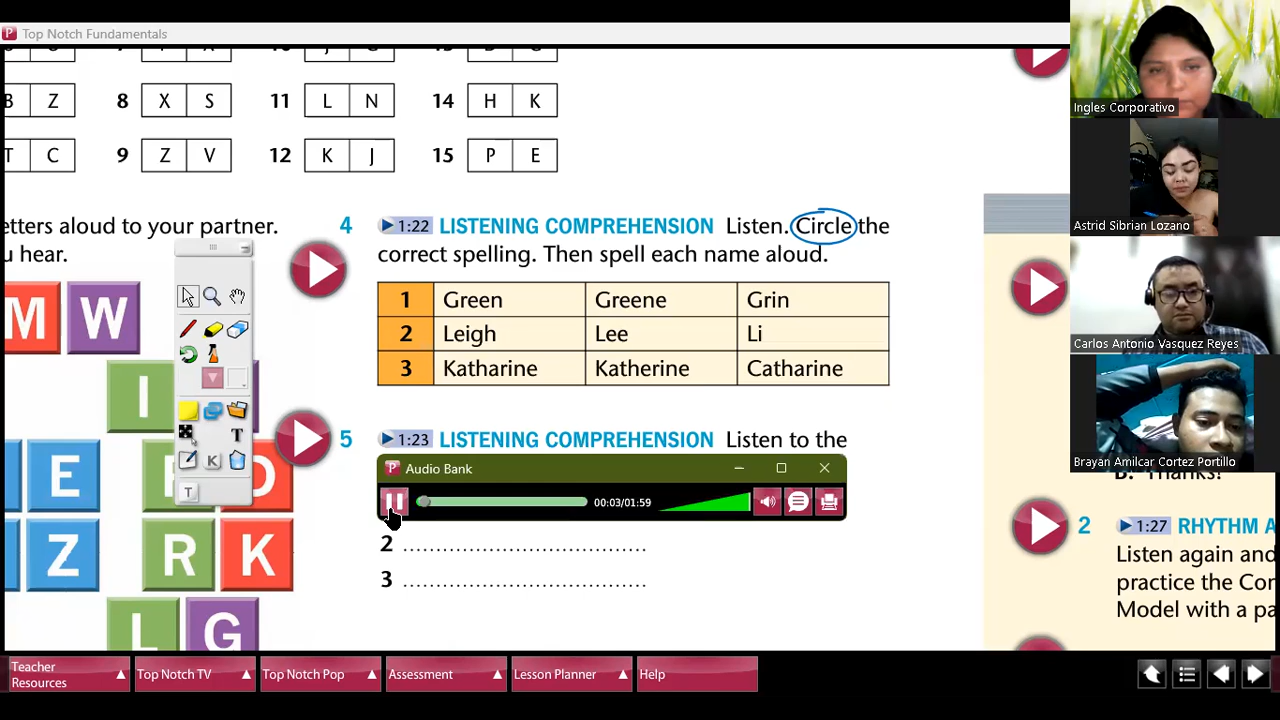 Top Notch Fundamentals
B Z 8 X S 11 L N 14 H K
T C 9 Z V 12 K J 15 P E
etters aloud to your partner.
u hear.
M W
I
E
D
Z R K
L G
T
K
T
4 1:22 LISTENING COMPREHENSION Listen. Circle the
correct spelling. Then spell each name aloud.
1 Green Greene Grin
2 Leigh Lee Li
3 Katharine Katherine Catharine
5 1:23 LISTENING COMPREHENSION Listen to the
Audio Bank
00:03/01:59
2 ........................................
3 ........................................
B: Thanks!
2 1:27 RHYTHM A
Listen again and
practice the Con
Model with a pa
Ingles Corporativo
Astrid Sibrian Lozano
Carlos Antonio Vasquez Reyes
Brayan Amilcar Cortez Portillo
Teacher
Resources
Top Notch TV
Top Notch Pop
Assessment
Lesson Planner
Help